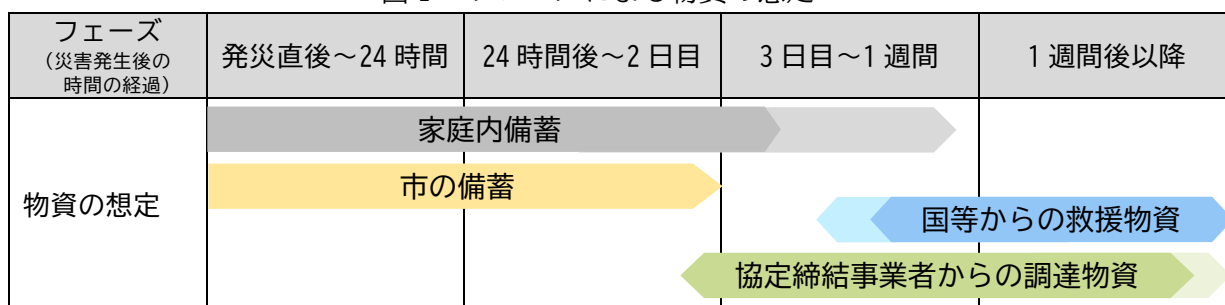 フェーズ
(災害発生後の
時間の経過)
発災直後～24 時間
24 時間後～2 日目
3 日目～1 週間
1 週間後以降
物資の想定
家庭内備蓄
市の備蓄
国等からの救援物資
協定締結事業者からの調達物資